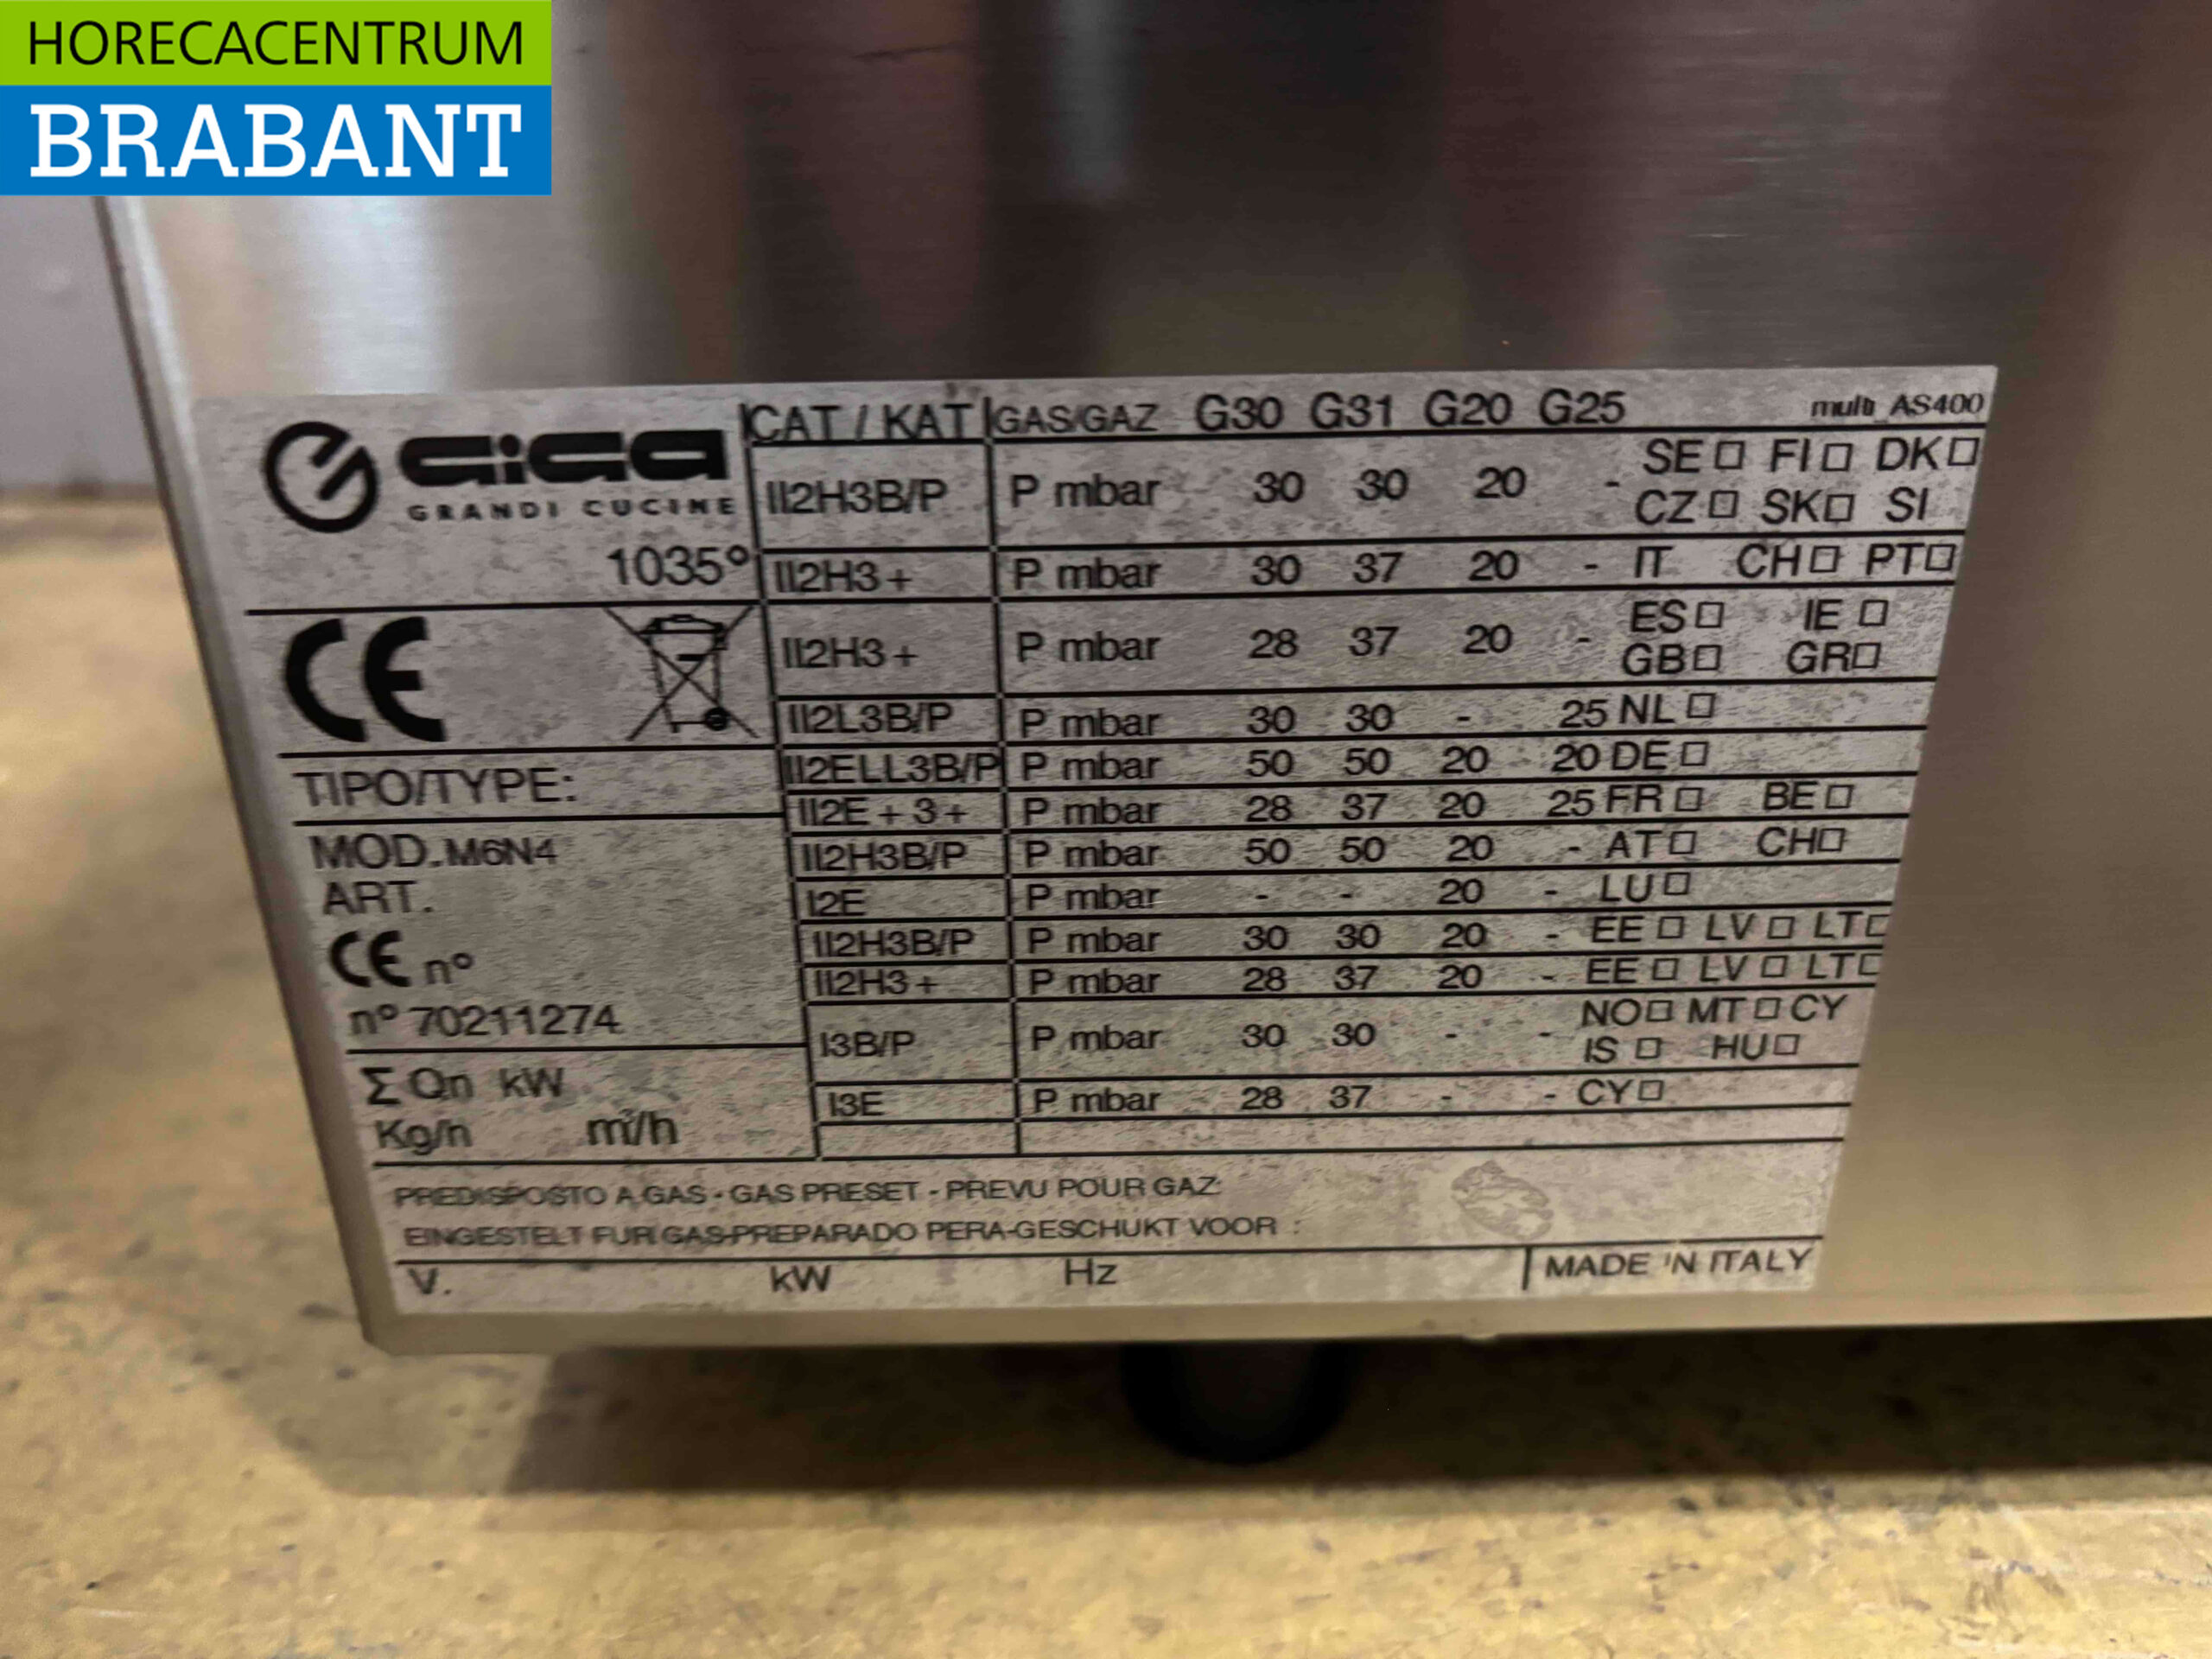 HORECACENTRUM
BRABANT
GiGA
GRANDI CUCINE
1035°
CE
TIPO/TYPE:
MOD. M6N4
ART.
CE n°
n° 70211274
Σ Qn kW
Kg/h m³/h
CAT / KAT GAS/GAZ G30 G31 G20 G25 multi AS400
II2H3B/P P mbar 30 30 20 - SE□ FI□ DK□
CZ□ SK□ SI
II2H3+ P mbar 30 37 20 - IT CH□ PT□
II2H3+ P mbar 28 37 20 - ES□ IE□
GB□ GR□
II2L3B/P P mbar 30 30 - 25 NL□
II2ELL3B/P P mbar 50 50 20 20 DE□
II2E+3+ P mbar 28 37 20 25 FR□ BE□
II2H3B/P P mbar 50 50 20 - AT□ CH□
I2E P mbar - - 20 - LU□
II2H3B/P P mbar 30 30 20 - EE□ LV□ LT□
II2H3+ P mbar 28 37 20 - EE□ LV□ LT□
I3B/P P mbar 30 30 - - NO□ MT□ CY
IS□ HU□
I3E P mbar 28 37 - - CY□
PREDISPOSTO A GAS - GAS PRESET - PREVU POUR GAZ:
EINGESTELT FUR GAS-PREPARADO PERA-GESCHUKT VOOR :
V. kW Hz MADE IN ITALY